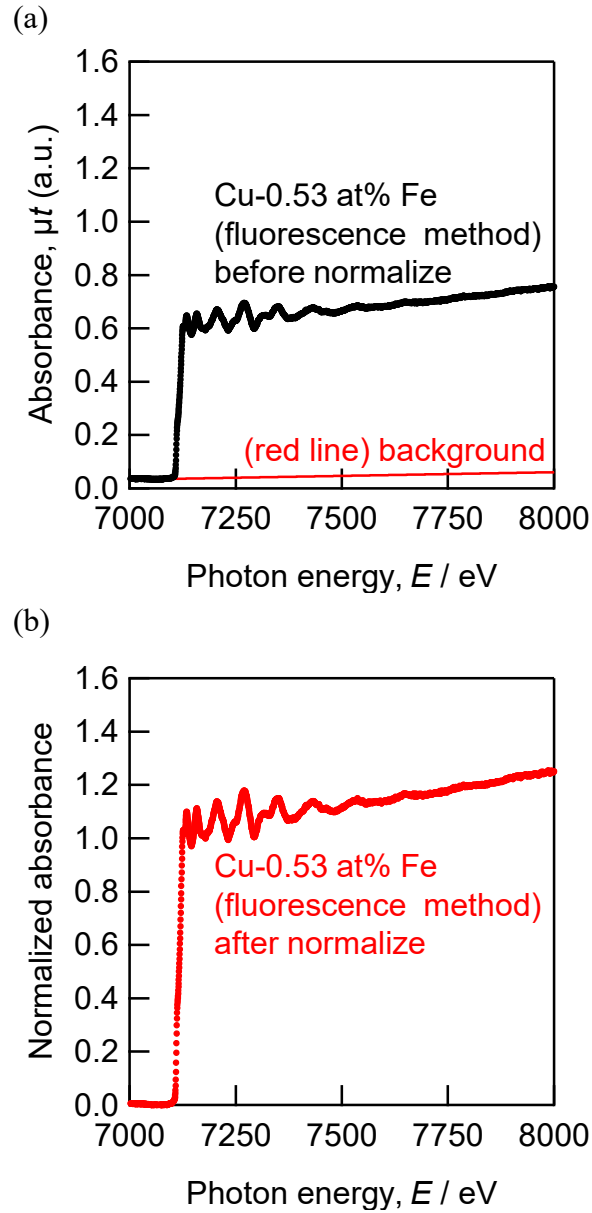 (a)
1.6
1.4
1.2
1.0
0.8
0.6
0.4
0.2
0.0
Absorbance, μt (a.u.)
Cu-0.53 at% Fe
(fluorescence method)
before normalize
(red line) background
7000 7250 7500 7750 8000
Photon energy, E / eV
(b)
1.6
1.4
1.2
1.0
0.8
0.6
0.4
0.2
0.0
Normalized absorbance
Cu-0.53 at% Fe
(fluorescence method)
after normalize
7000 7250 7500 7750 8000
Photon energy, E / eV